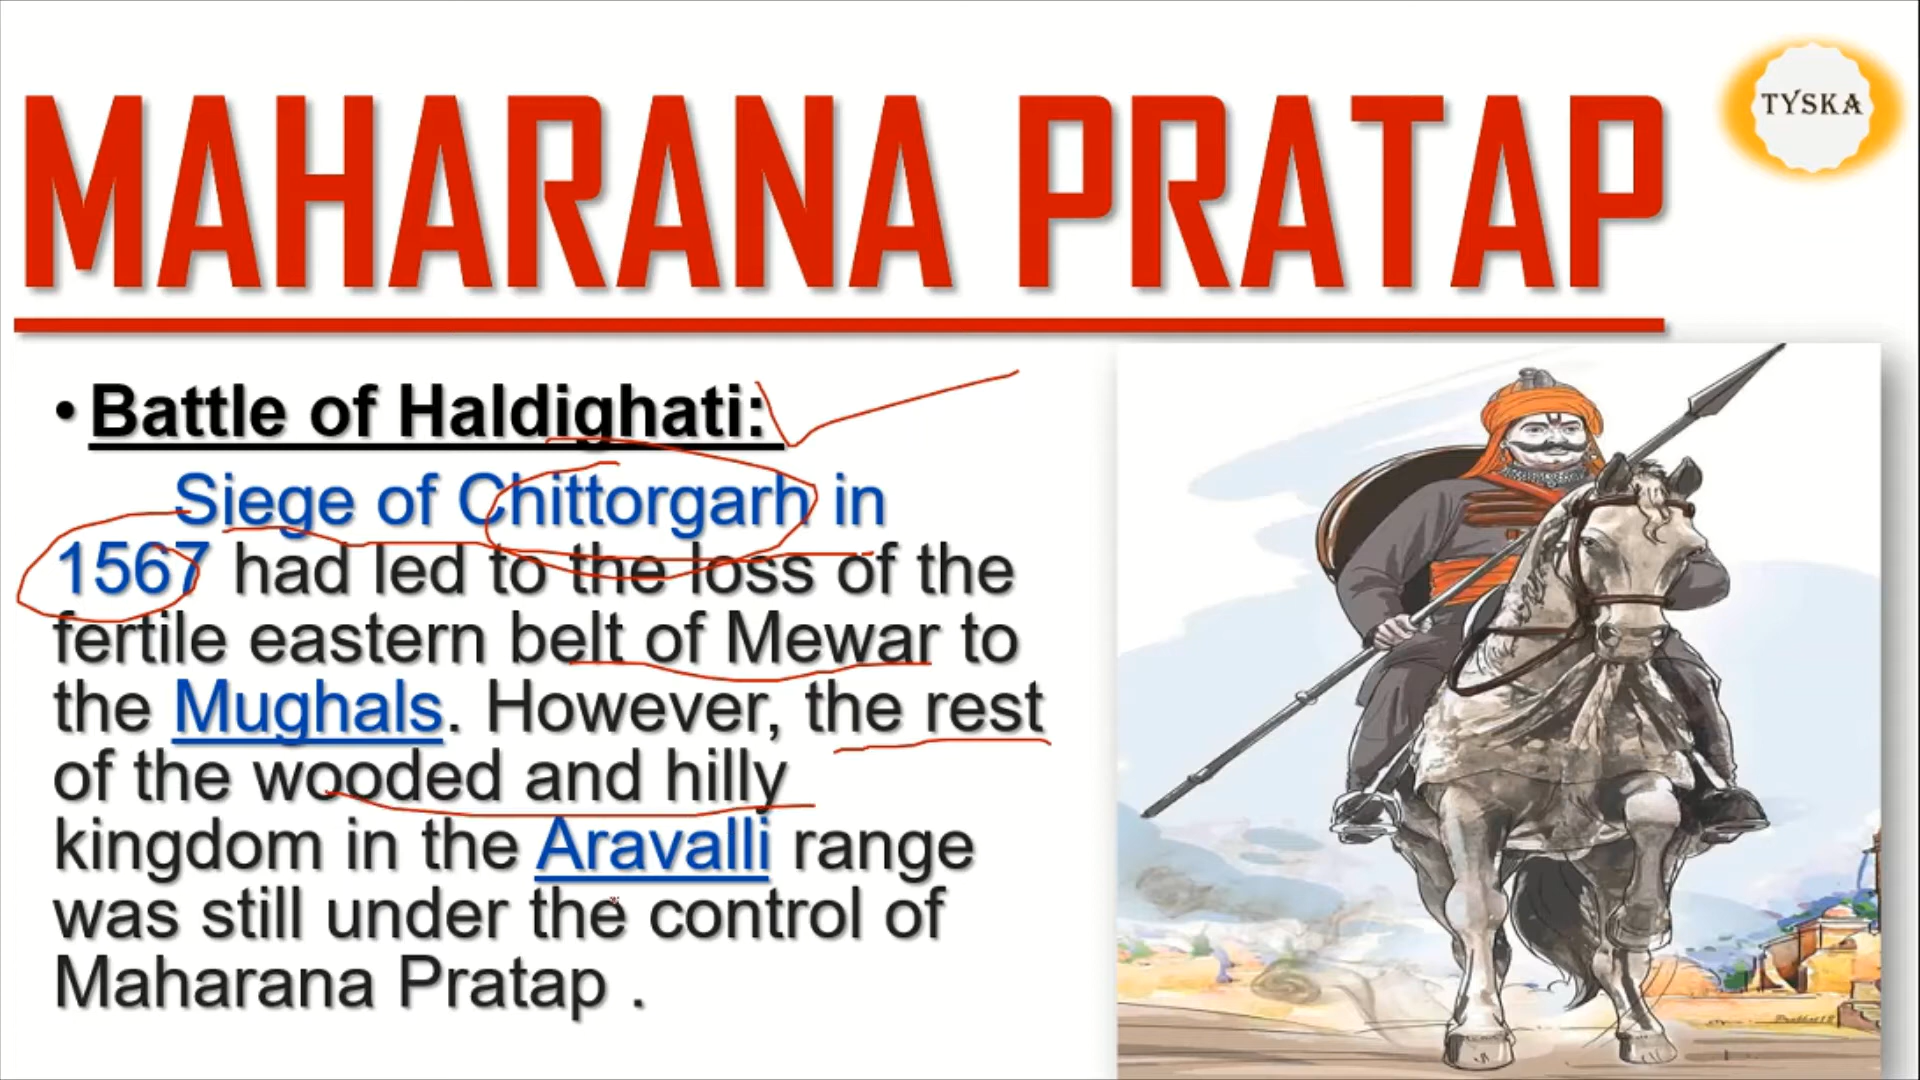 MAHARANA PRATAP
TYSKA
• Battle of Haldighati:
Siege of Chittorgarh in
1567 had led to the loss of the
fertile eastern belt of Mewar to
the Mughals. However, the rest
of the wooded and hilly
kingdom in the Aravalli range
was still under the control of
Maharana Pratap .